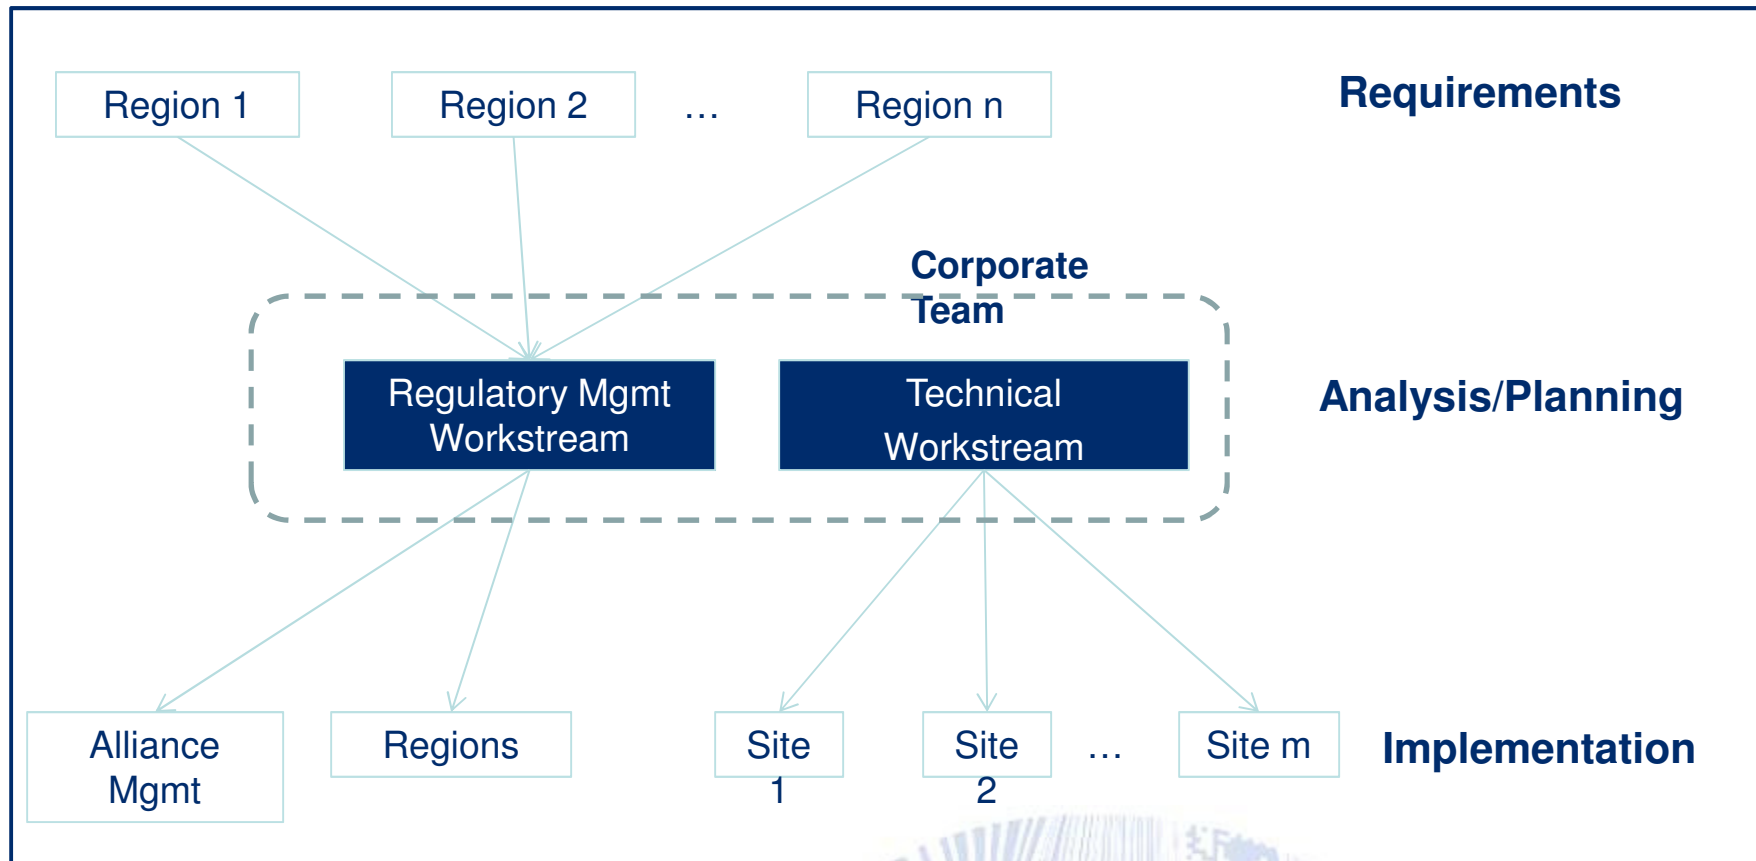 Region 1
Region 2
…
Region n
Requirements
Corporate
Team
Regulatory Mgmt
Workstream
Technical
Workstream
Analysis/Planning
Alliance
Mgmt
Regions
Site
1
Site
2
…
Site m
Implementation